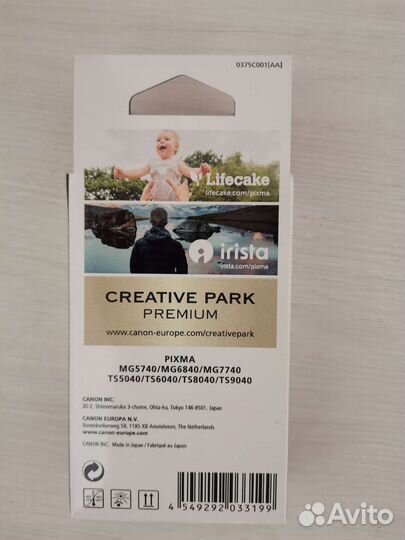 0375C001[AA]
Lifecake
lifecake.com/pixma
irista
irista.com/pixma
CREATIVE PARK
PREMIUM
www.canon-europe.com/creativepark
PIXMA
MG5740/MG6840/MG7740
TS5040/TS6040/TS8040/TS9040
CANON INC.
30-2, Shimomaruko 3-chome, Ohta-ku, Tokyo 146-8501, Japan
CANON EUROPA N.V.
Bovenkerkerweg 59, 1185 XB Amstelveen, The Netherlands
canon-europe.com
CANON INC. Made in Japan / Fabriqué au Japon
4 549292 033199
Avito